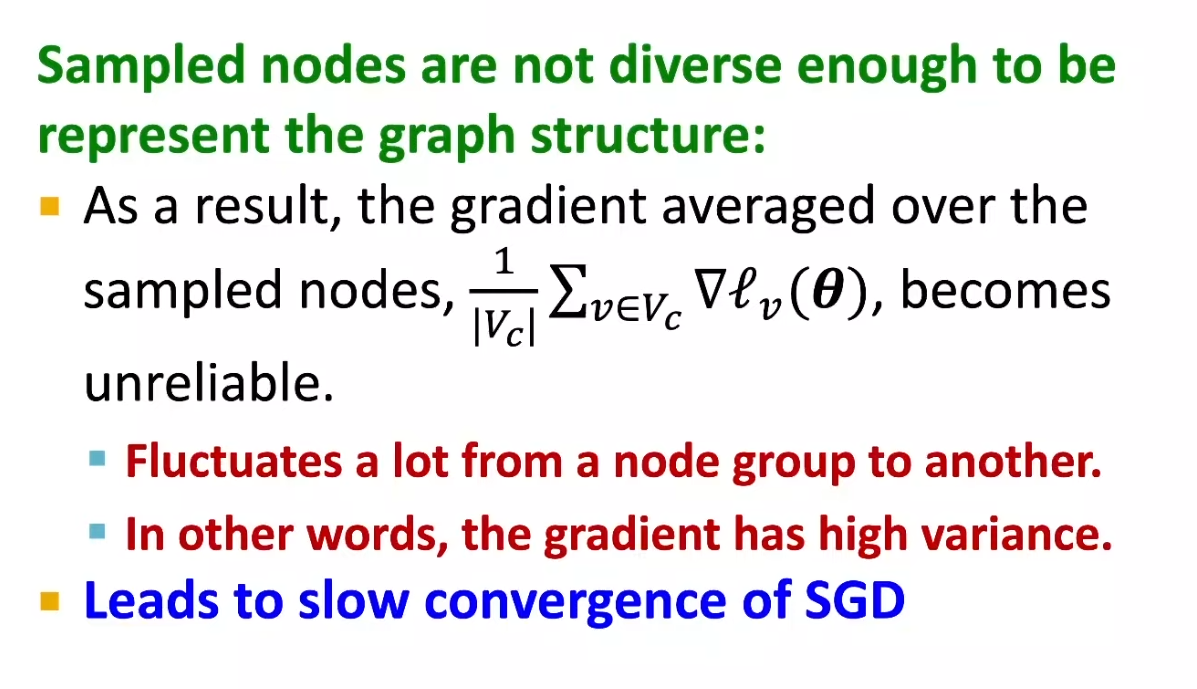 Sampled nodes are not diverse enough to be
represent the graph structure:
▪ As a result, the gradient averaged over the
sampled nodes, \frac{1}{|V_c|} \sum_{v \in V_c} \nabla \ell_v(\boldsymbol{\theta}), becomes
unreliable.
▪ Fluctuates a lot from a node group to another.
▪ In other words, the gradient has high variance.
▪ Leads to slow convergence of SGD